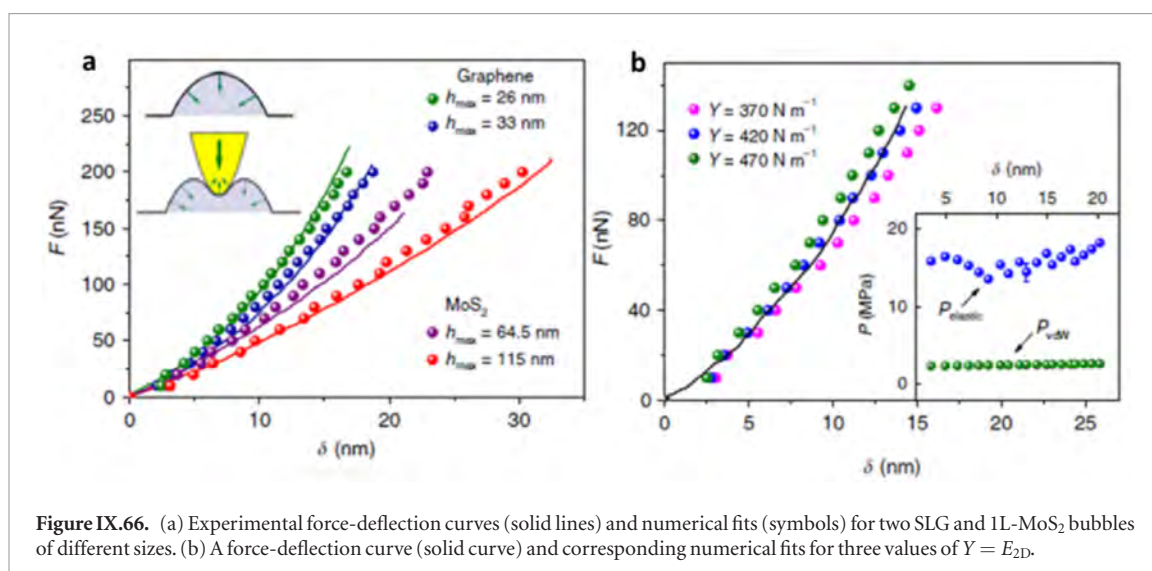 a
Graphene
h_max = 26 nm
h_max = 33 nm
MoS₂
h_max = 64.5 nm
h_max = 115 nm
250
200
150
100
50
0
F (nN)
0 10 20 30
δ (nm)
b
Y = 370 N m⁻¹
Y = 420 N m⁻¹
Y = 470 N m⁻¹
120
80
40
0
F (nN)
0 5 10 15 20 25
δ (nm)
δ (nm)
5 10 15 20
20
10
0
P (MPa)
P_elastic
P_vdW
Figure IX.66. (a) Experimental force-deflection curves (solid lines) and numerical fits (symbols) for two SLG and 1L-MoS₂ bubbles
of different sizes. (b) A force-deflection curve (solid curve) and corresponding numerical fits for three values of Y = E₂D.